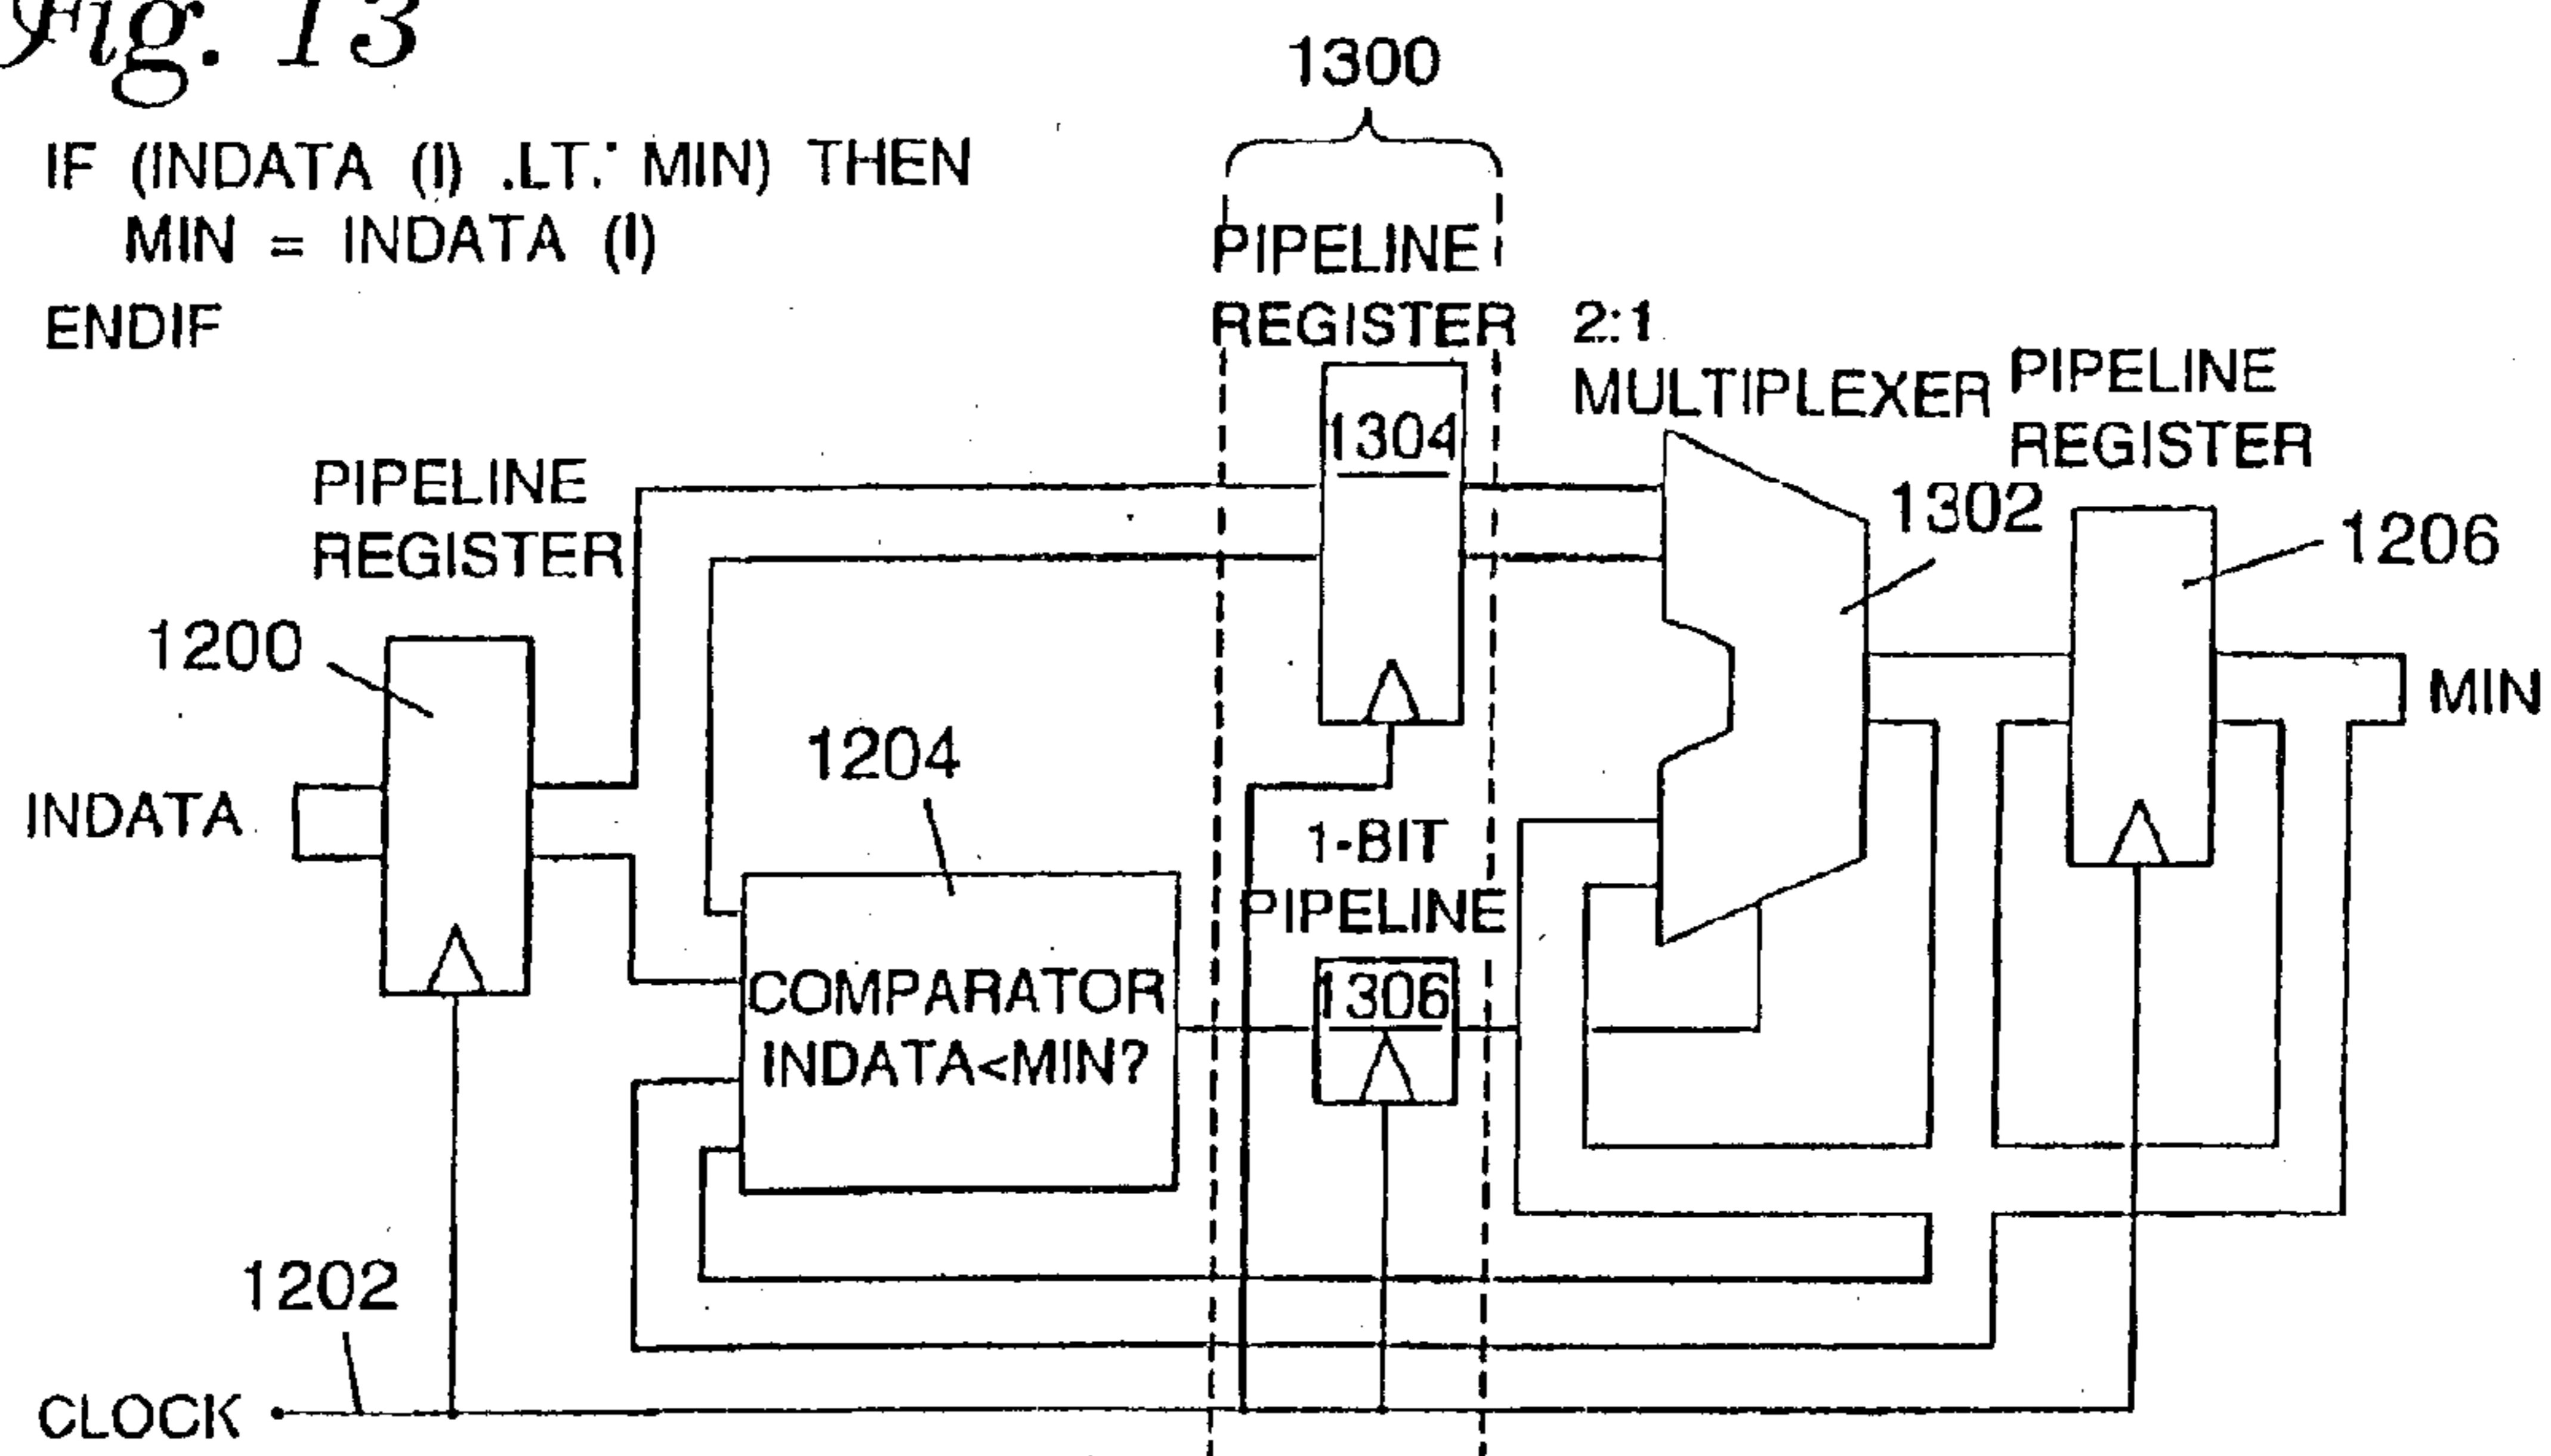 Fig. 13
IF (INDATA (I) .LT. MIN) THEN
MIN = INDATA (I)
ENDIF
1300
PIPELINE
REGISTER
2:1
MULTIPLEXER
PIPELINE
REGISTER
1304
PIPELINE
REGISTER
1302
1206
1200
MIN
1204
INDATA
1-BIT
PIPELINE
COMPARATOR
INDATA<MIN?
1306
1202
CLOCK